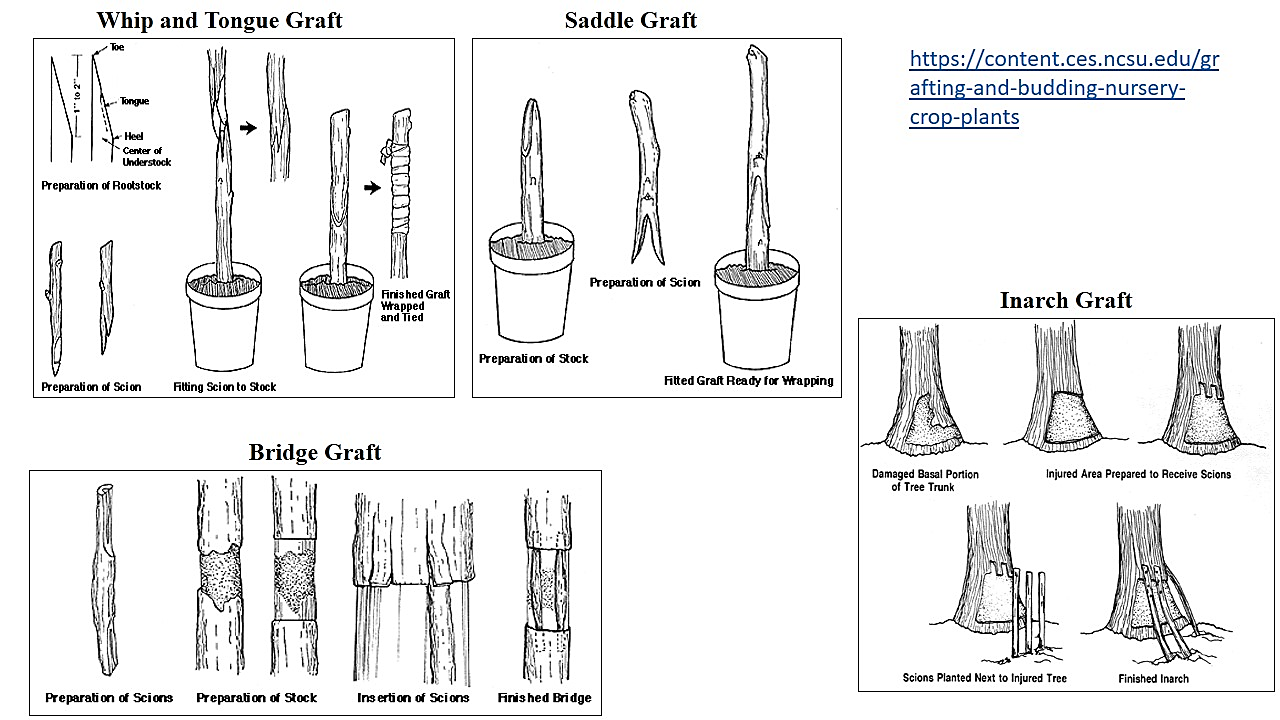 Whip and Tongue Graft
Toe
1" to 2"
Tongue
Heel
Center of
Understock
Preparation of Rootstock
Preparation of Scion
Fitting Scion to Stock
Finished Graft
Wrapped
and Tied
Saddle Graft
Preparation of Stock
Preparation of Scion
Fitted Graft Ready for Wrapping
https://content.ces.ncsu.edu/gr
afting-and-budding-nursery-
crop-plants
Bridge Graft
Preparation of Scions
Preparation of Stock
Insertion of Scions
Finished Bridge
Inarch Graft
Damaged Basal Portion
of Tree Trunk
Injured Area Prepared to Receive Scions
Scions Planted Next to Injured Tree
Finished Inarch